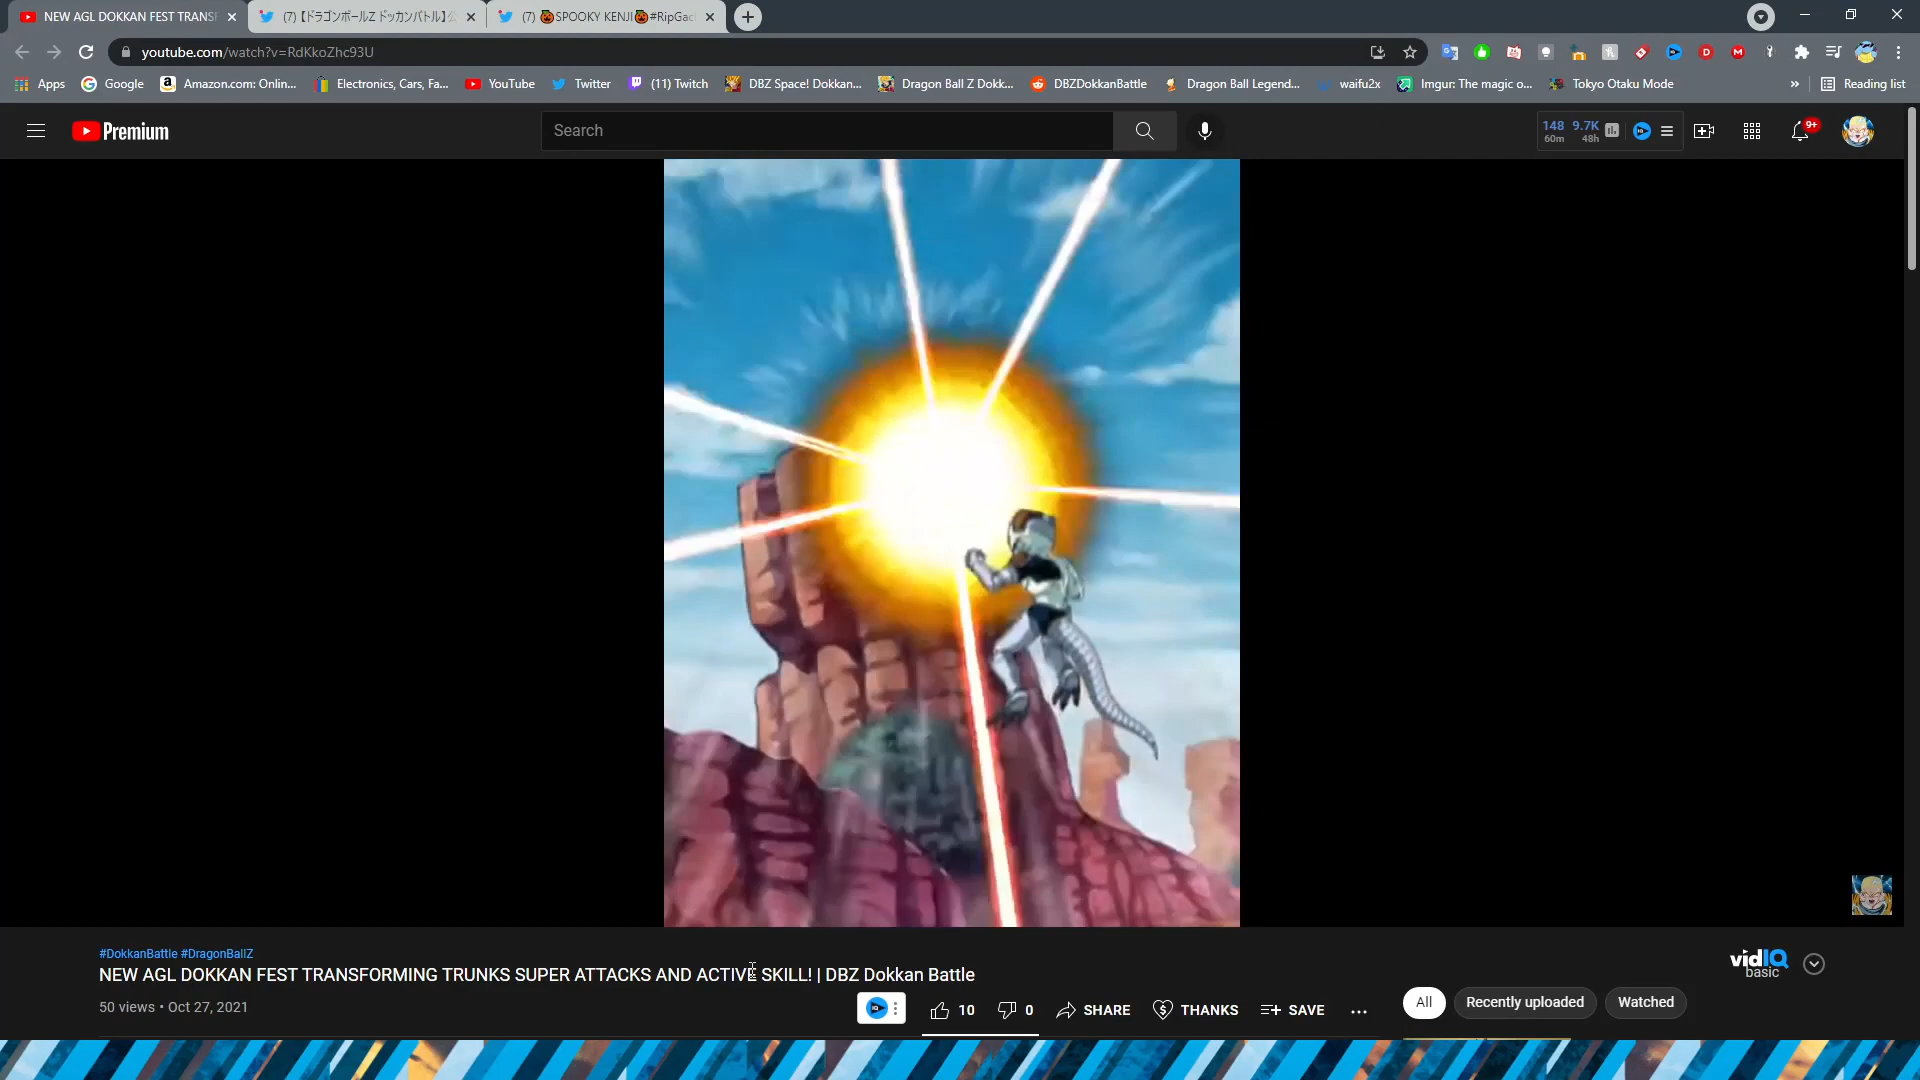 NEW AGL DOKKAN FEST TRANSF
(7) 【ドラゴンボールZ ドッカンバトル】公
(7) 🎃SPOOKY KENJI🎃#RipGac
youtube.com/watch?v=RdKkoZhc93U
Apps
Google
Amazon.com: Onlin...
Electronics, Cars, Fa...
YouTube
Twitter
(11) Twitch
DBZ Space! Dokkan...
Dragon Ball Z Dokk...
DBZDokkanBattle
Dragon Ball Legend...
waifu2x
Imgur: The magic o...
Tokyo Otaku Mode
»
Reading list
Premium
Search
148 9.7K
60m 48h
9+
#DokkanBattle #DragonBallZ
NEW AGL DOKKAN FEST TRANSFORMING TRUNKS SUPER ATTACKS AND ACTIVE SKILL! | DBZ Dokkan Battle
50 views • Oct 27, 2021
10
0
SHARE
THANKS
SAVE
...
vidIQ
basic
All
Recently uploaded
Watched